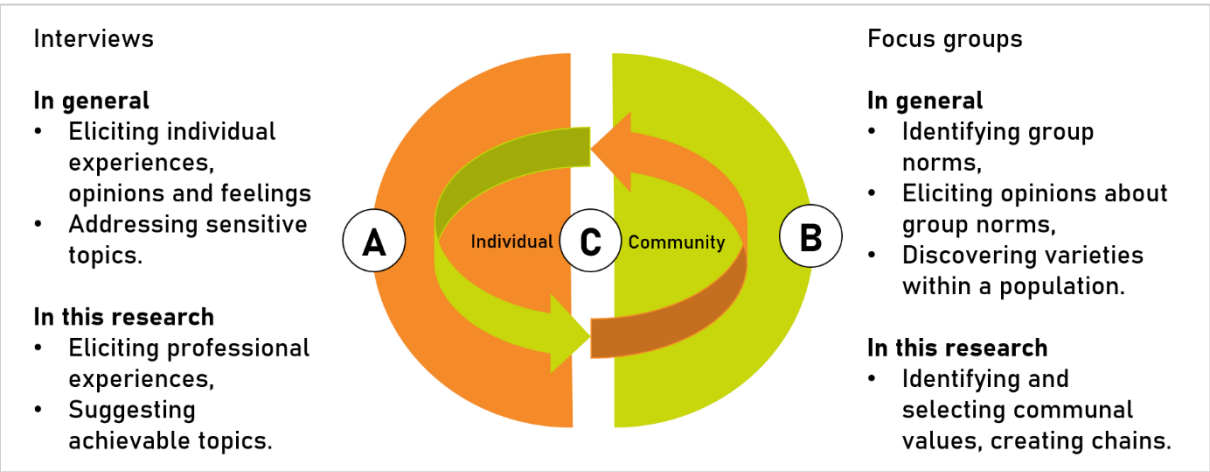 Interviews
In general
• Eliciting individual
experiences,
opinions and feelings
• Addressing sensitive
topics.
In this research
• Eliciting professional
experiences,
• Suggesting
achievable topics.
A
Individual
C
Community
B
Focus groups
In general
• Identifying group
norms,
• Eliciting opinions about
group norms,
• Discovering varieties
within a population.
In this research
• Identifying and
selecting communal
values, creating chains.